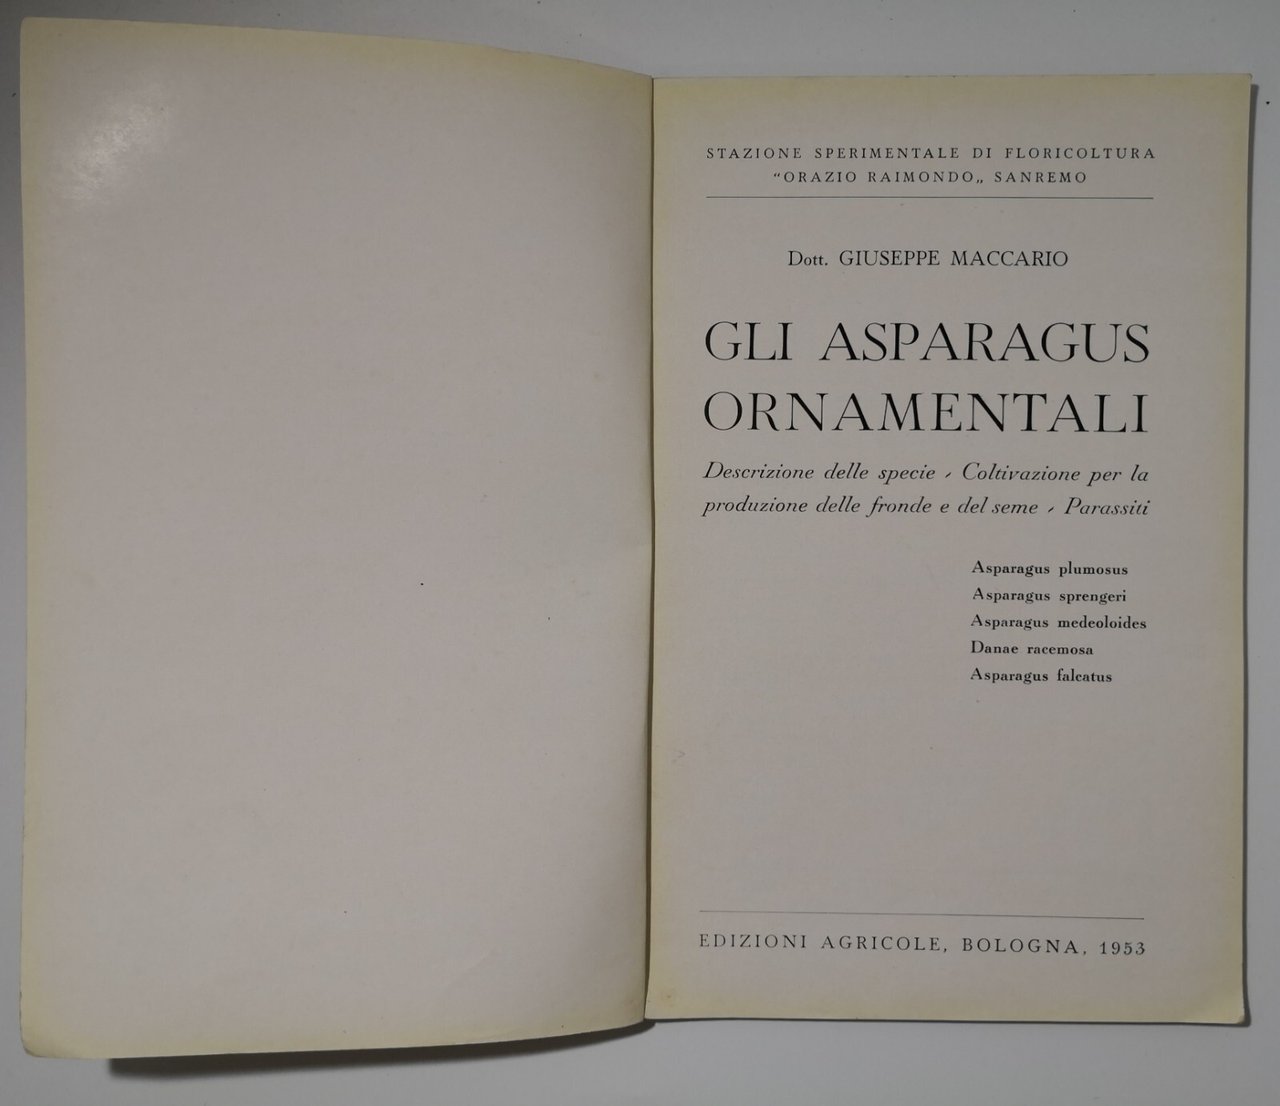 STAZIONE SPERIMENTALE DI FLORICOLTURA
“ORAZIO RAIMONDO„ SANREMO
Dott. GIUSEPPE MACCARIO
GLI ASPARAGUS
ORNAMENTALI
Descrizione delle specie - Coltivazione per la
produzione delle fronde e del seme - Parassiti
Asparagus plumosus
Asparagus sprengeri
Asparagus medeoloides
Danae racemosa
Asparagus falcatus
EDIZIONI AGRICOLE, BOLOGNA, 1953